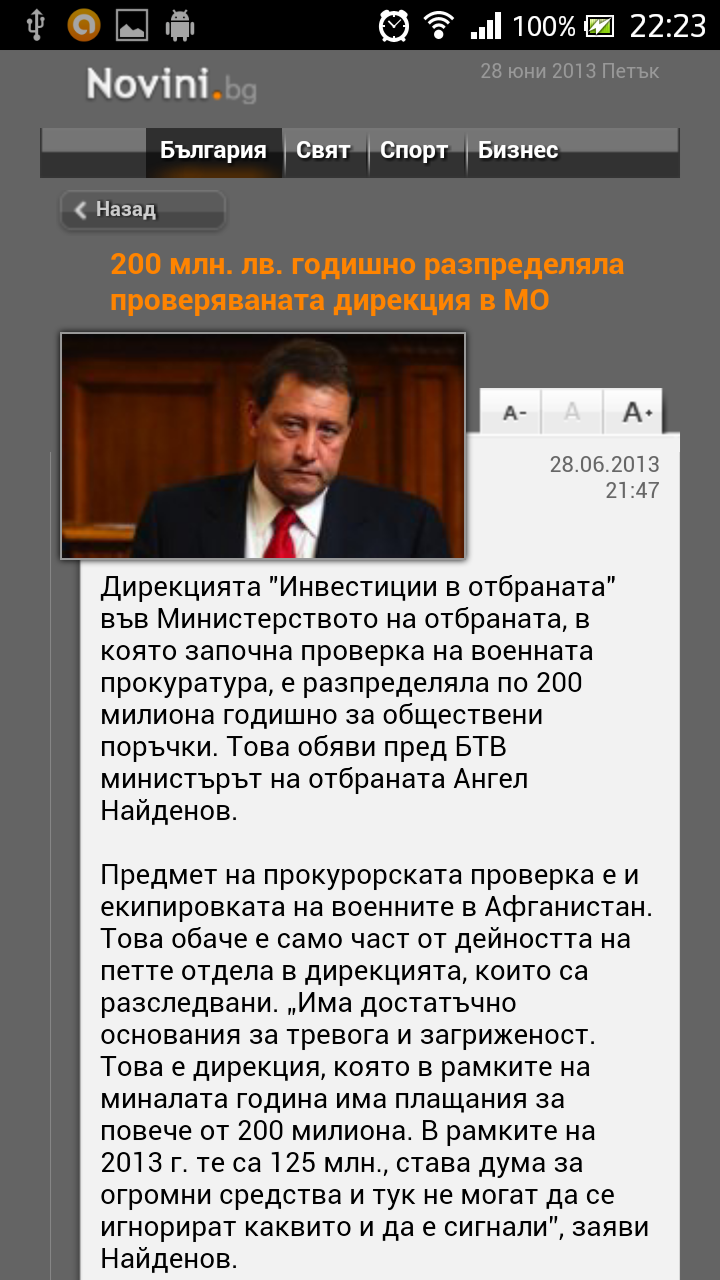 100% 22:23
Novini.bg
28 юни 2013 Петък
България Свят Спорт Бизнес
Назад
200 млн. лв. годишно разпределяла
проверяваната дирекция в МО
A- A A+
28.06.2013
21:47
Дирекцията "Инвестиции в отбраната"
във Министерството на отбраната, в
която започна проверка на военната
прокуратура, е разпределяла по 200
милиона годишно за обществени
поръчки. Това обяви пред БТВ
министърът на отбраната Ангел
Найденов.
Предмет на прокурорската проверка е и
екипировката на военните в Афганистан.
Това обаче е само част от дейността на
петте отдела в дирекцията, които са
разследвани. „Има достатъчно
основания за тревога и загриженост.
Това е дирекция, която в рамките на
миналата година има плащания за
повече от 200 милиона. В рамките на
2013 г. те са 125 млн., става дума за
огромни средства и тук не могат да се
игнорират каквито и да е сигнали”, заяви
Найденов.